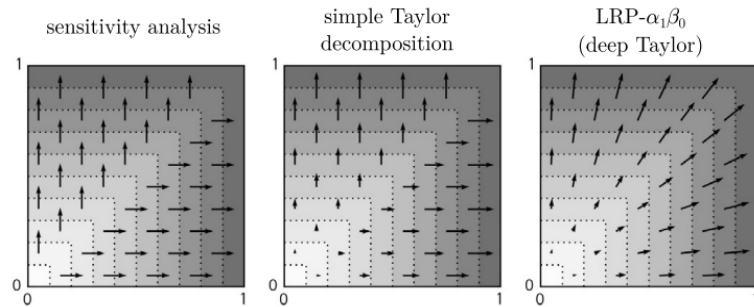 sensitivity analysis
simple Taylor
decomposition
LRP-α₁β₀
(deep Taylor)
1
0
0
1
1
0
0
1
1
0
0